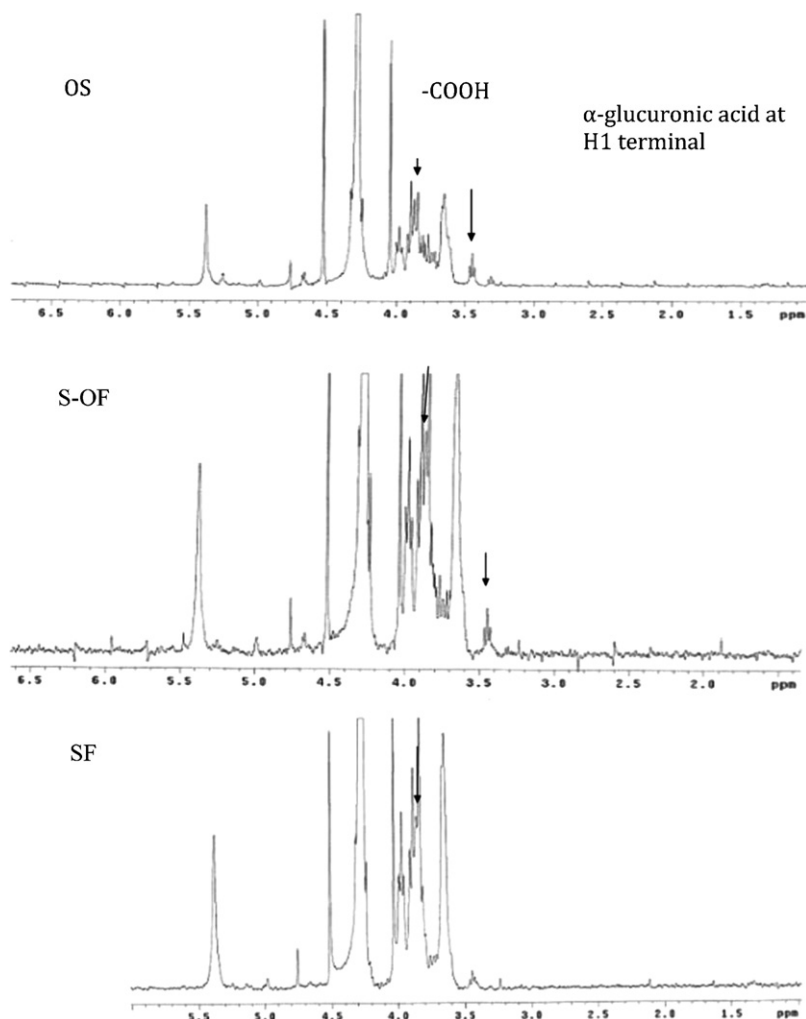 OS
-COOH
α-glucuronic acid at
H1 terminal
6.5 5.5 5.0 4.5 4.0 3.5 3.0 2.5 2.0 1.5 ppm
S-OF
6.5 6.0 5.5 5.0 4.5 4.0 3.5 3.0 2.5 2.0 ppm
SF
5.5 5.0 4.5 4.0 3.5 3.0 2.5 2.0 1.5 ppm